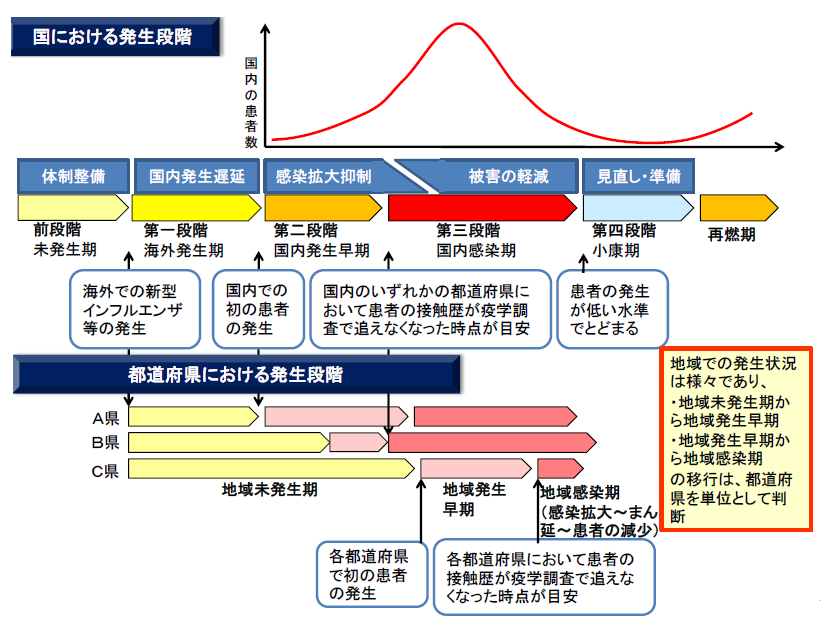 国における発生段階
国内の患者数
体制整備
国内発生遅延
感染拡大抑制
被害の軽減
見直し・準備
前段階
未発生期
第一段階
海外発生期
第二段階
国内発生早期
第三段階
国内感染期
第四段階
小康期
再燃期
海外での新型
インフルエンザ
等の発生
国内での
初の患者
の発生
国内のいずれかの都道府県に
おいて患者の接触歴が疫学調
査で追えなくなった時点が目安
患者の発生
が低い水準
でとどまる
都道府県における発生段階
A県
B県
C県
地域未発生期
地域発生
早期
地域感染期
（感染拡大～まん
延～患者の減少）
各都道府県
で初の患者
の発生
各都道府県において患者の
接触歴が疫学調査で追えな
くなった時点が目安
地域での発生状況
は様々であり、
・地域未発生期か
ら地域発生早期
・地域発生早期か
ら地域感染期
の移行は、都道府
県を単位として判
断